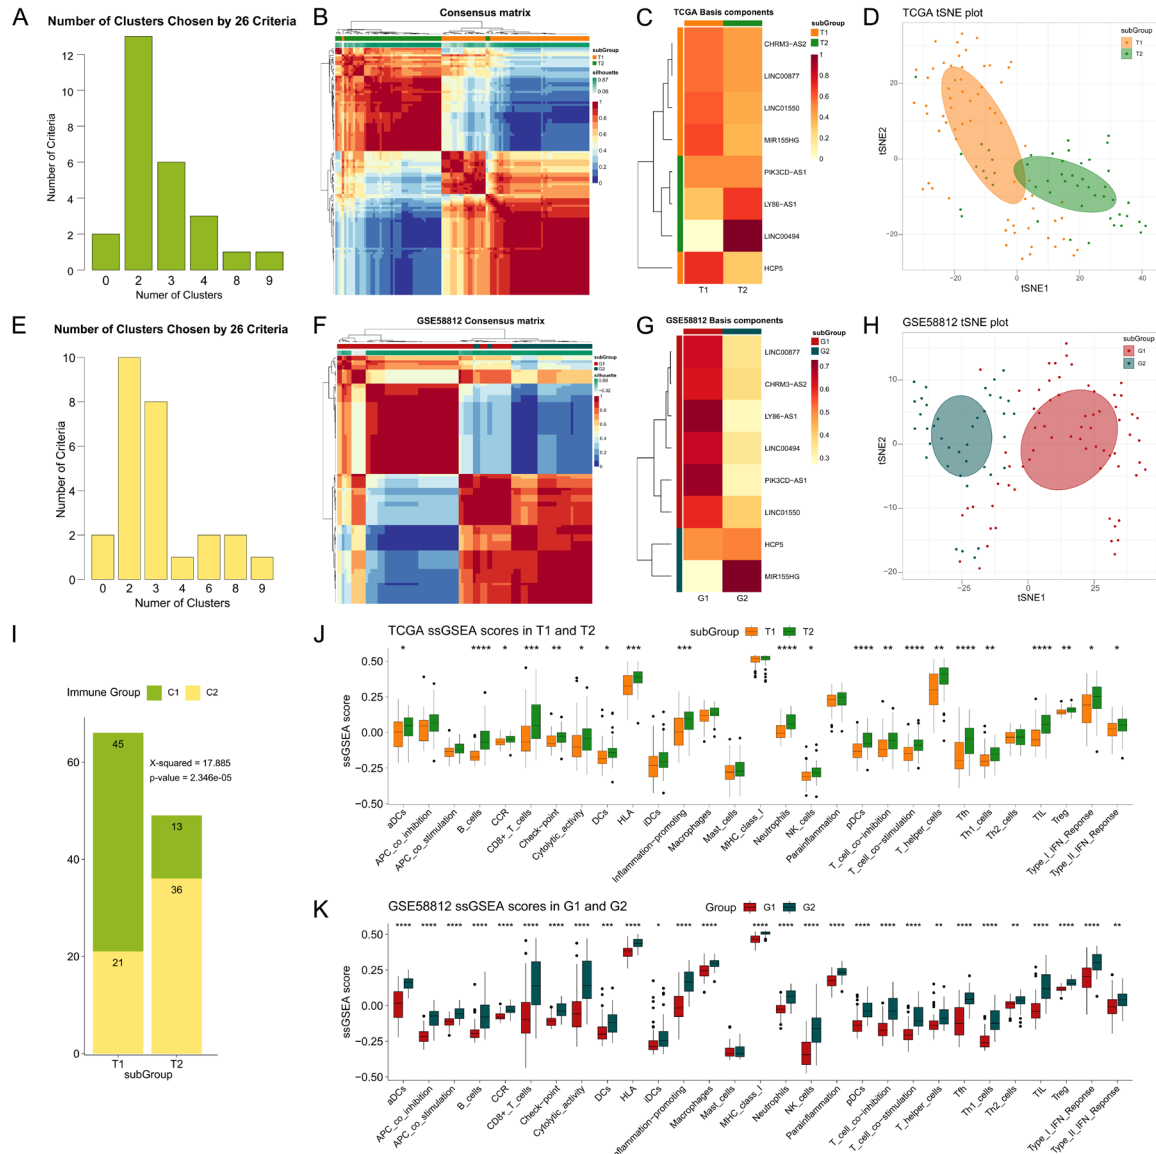 A
Number of Clusters Chosen by 26 Criteria
Number of Criteria
12
10
8
6
4
2
0
0 2 3 4 8 9
Numer of Clusters
B
Consensus matrix
subGroup
T1
T2
silhouette
0.87
0.06
1
0.8
0.6
0.4
0.2
0
C
TCGA Basis components
CHRM3-AS2
LINC00877
LINC01550
MIR155HG
PIK3CD-AS1
LY86-AS1
LINC00494
HCP5
T1 T2
subGroup
T1
T2
1
0.8
0.6
0.4
0.2
0
D
TCGA tSNE plot
subGroup
T1
T2
tSNE2
20
0
-20
-20 0 20 40
tSNE1
E
Number of Clusters Chosen by 26 Criteria
Number of Criteria
10
8
6
4
2
0
0 2 3 4 6 8 9
Numer of Clusters
F
GSE58812 Consensus matrix
subGroup
G1
G2
silhouette
-0.32
1
0.8
0.6
0.4
0.2
0
G
GSE58812 Basis components
LINC00877
CHRM3-AS2
LY86-AS1
LINC00494
PIK3CD-AS1
LINC01550
HCP5
MIR155HG
G1 G2
subGroup
G1
G2
0.7
0.6
0.5
0.4
0.3
H
GSE58812 tSNE plot
subGroup
G1
G2
tSNE2
10
0
-10
-20
-25 0 25
tSNE1
I
Immune Group C1 C2
X-squared = 17.885
p-value = 2.346e-05
60
40
20
0
45
21
13
36
T1 T2
subGroup
J
TCGA ssGSEA scores in T1 and T2
subGroup T1 T2
* **** * *** ** * * *** *** **** * **** ** **** ** **** ** **** ** * *
ssGSEA score
0.50
0.25
0.00
-0.25
-0.50
aDCs
APC_co_inhibition
APC_co_stimulation
B_cells
CCR
CD8+_T_cells
Check-point
Cytolytic_activity
DCs
HLA
iDCs
Inflammation-promoting
Macrophages
Mast_cells
MHC_class_I
Neutrophils
NK_cells
Parainflammation
pDCs
T_cell_co-inhibition
T_cell_co-stimulation
T_helper_cells
Tfh
Th1_cells
Th2_cells
TIL
Treg
Type_I_IFN_Reponse
Type_II_IFN_Reponse
K
GSE58812 ssGSEA scores in G1 and G2
Group G1 G2
**** **** **** **** **** **** **** **** *** **** * **** **** **** **** **** **** **** **** **** ** **** **** ** **** **** **** **
ssGSEA score
0.50
0.25
0.00
-0.25
-0.50
aDCs
APC_co_inhibition
APC_co_stimulation
B_cells
CCR
CD8+_T_cells
Check-point
Cytolytic_activity
DCs
HLA
iDCs
nflammation-promoting
Macrophages
Mast_cells
MHC_class_I
Neutrophils
NK_cells
Parainflammation
pDCs
T_cell_co-inhibition
T_cell_co-stimulation
T_helper_cells
Tfh
Th1_cells
Th2_cells
TIL
Treg
Type_I_IFN_Reponse
Type_II_IFN_Reponse